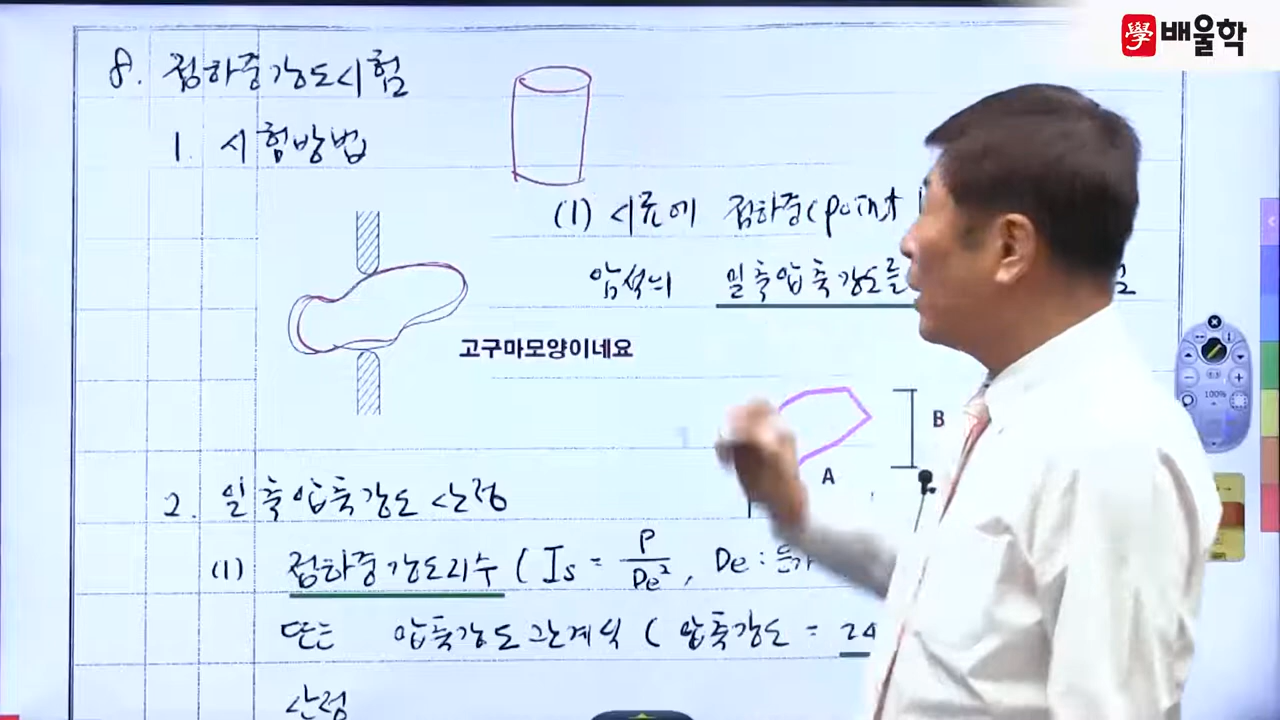 學 배울학
8. 점하중강도시험
1. 시험방법
(1) 시료에 점하중(point
암석의 일축압축강도를
고구마모양이네요
B
A
2. 일축압축강도 산정
(1) 점하중강도지수 ( Is = P/De², De : 등가
또는 압축강도 관계식 ( 압축강도 = 24
산정
100%